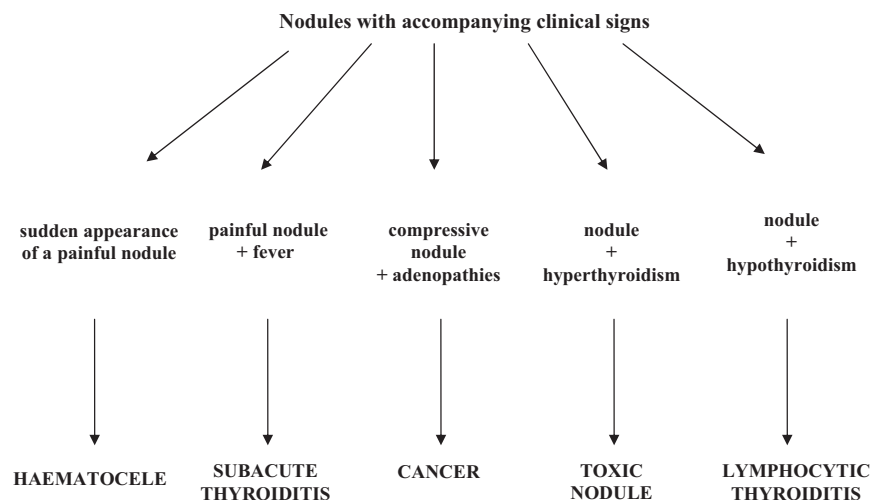 Nodules with accompanying clinical signs
sudden appearance
of a painful nodule
painful nodule
+ fever
compressive
nodule
+ adenopathies
nodule
+
hyperthyroidism
nodule
+
hypothyroidism
HAEMATOCELE
SUBACUTE
THYROIDITIS
CANCER
TOXIC
NODULE
LYMPHOCYTIC
THYROIDITIS